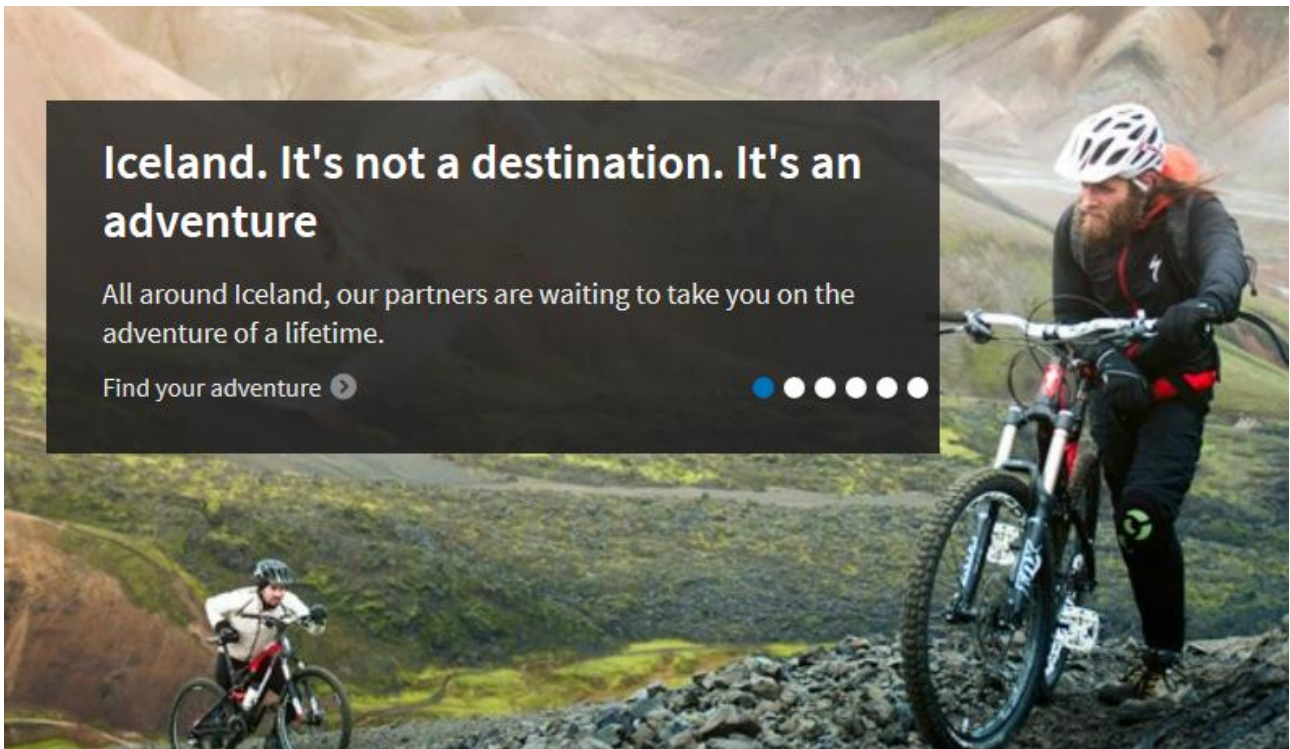 Iceland. It's not a destination. It's an
adventure
All around Iceland, our partners are waiting to take you on the
adventure of a lifetime.
Find your adventure
FOX